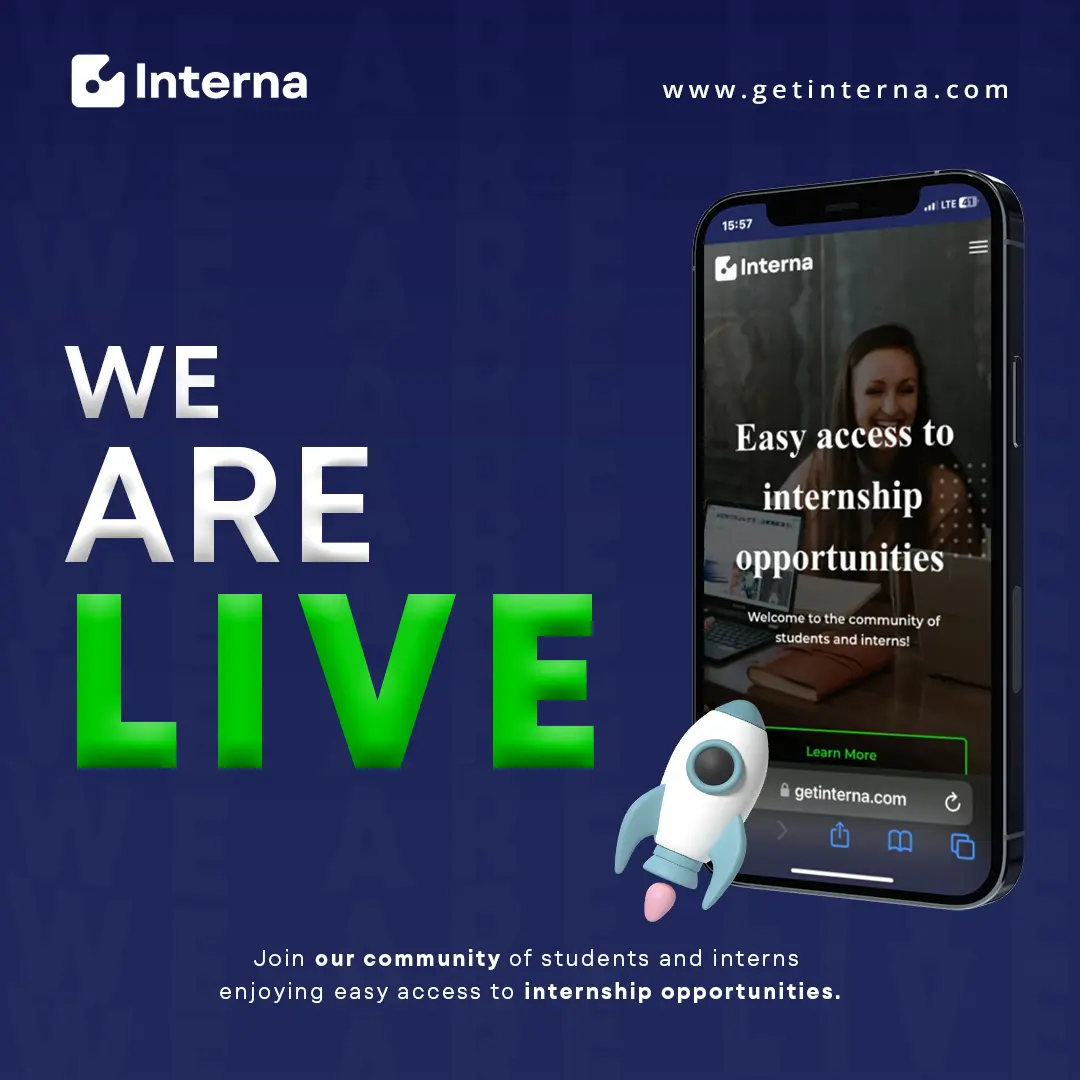 Interna
www.getinterna.com
15:57
LTE 41
Interna
Easy access to
internship
opportunities
Welcome to the community of
students and interns!
Learn More
getinterna.com
WE
ARE
LIVE
Join our community of students and interns
enjoying easy access to internship opportunities.